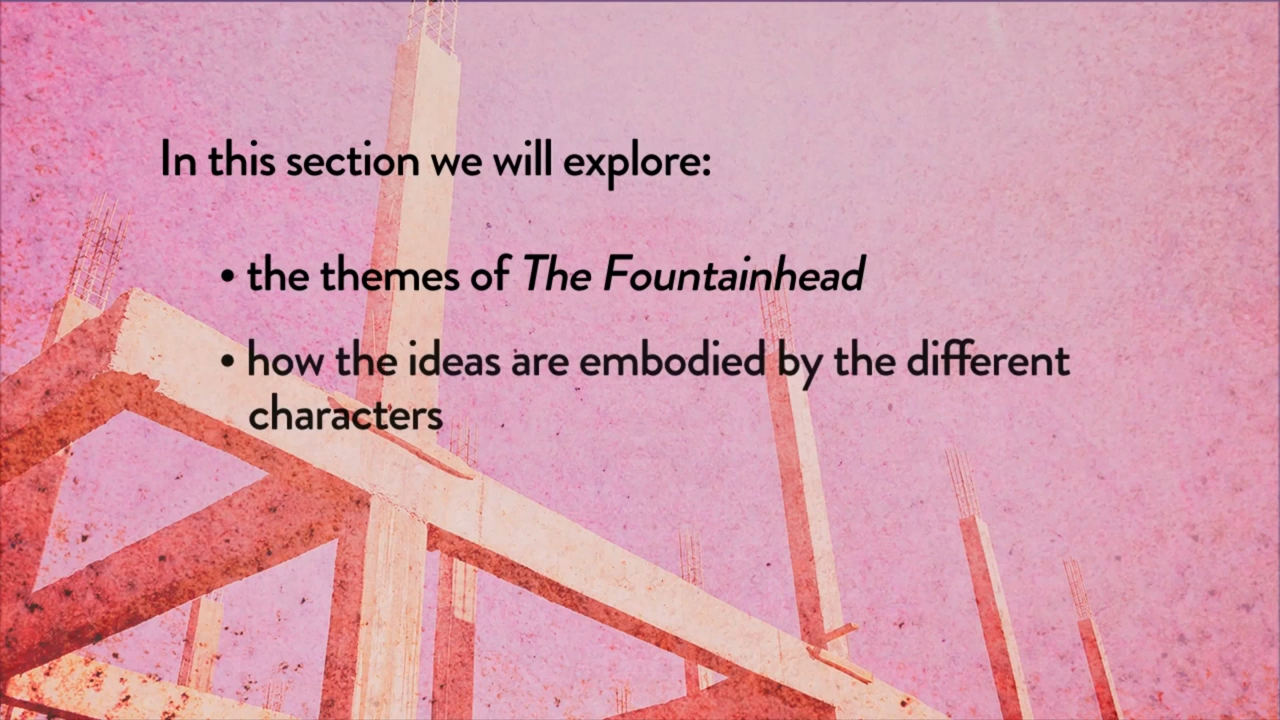 In this section we will explore:
• the themes of The Fountainhead
• how the ideas are embodied by the different
characters